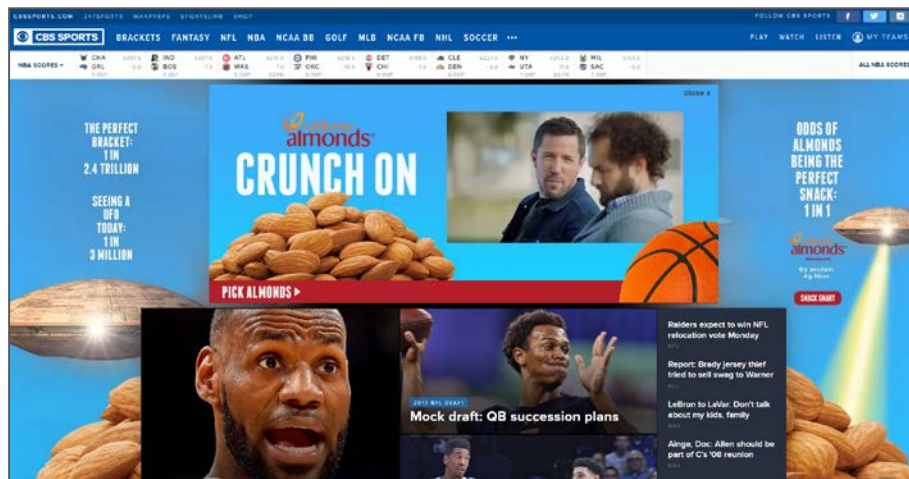 CBSSPORTS.COM 247SPORTS MAXPREPS SPORTSLINE SHOP
FOLLOW CBS SPORTS
CBS SPORTS BRACKETS FANTASY NFL NBA NCAA BB GOLF MLB NCAA FB NHL SOCCER •••
PLAY WATCH LISTEN MY TEAMS
NBA SCORES
CHA IND ATL PHI DET CLE NY MIL
ORL BOS WAS OKC CHI DEN UTA SAC
ALL NBA SCORES
close x
THE PERFECT
BRACKET:
1 IN
2.4 TRILLION
SEEING A
UFO
TODAY:
1 IN
3 MILLION
california
almonds
CRUNCH ON
PICK ALMONDS
ODDS OF
ALMONDS
BEING THE
PERFECT
SNACK:
1 IN 1
almonds
6g protein
4g fiber
SNACK SMART
2017 NFL DRAFT
Mock draft: QB succession plans
Raiders expect to win NFL
relocation vote Monday
Report: Brady jersey thief
tried to sell swag to Warner
LeBron to LaVar: Don't talk
about my kids, family
Ainge, Doc: Allen should be
part of C's '08 reunion